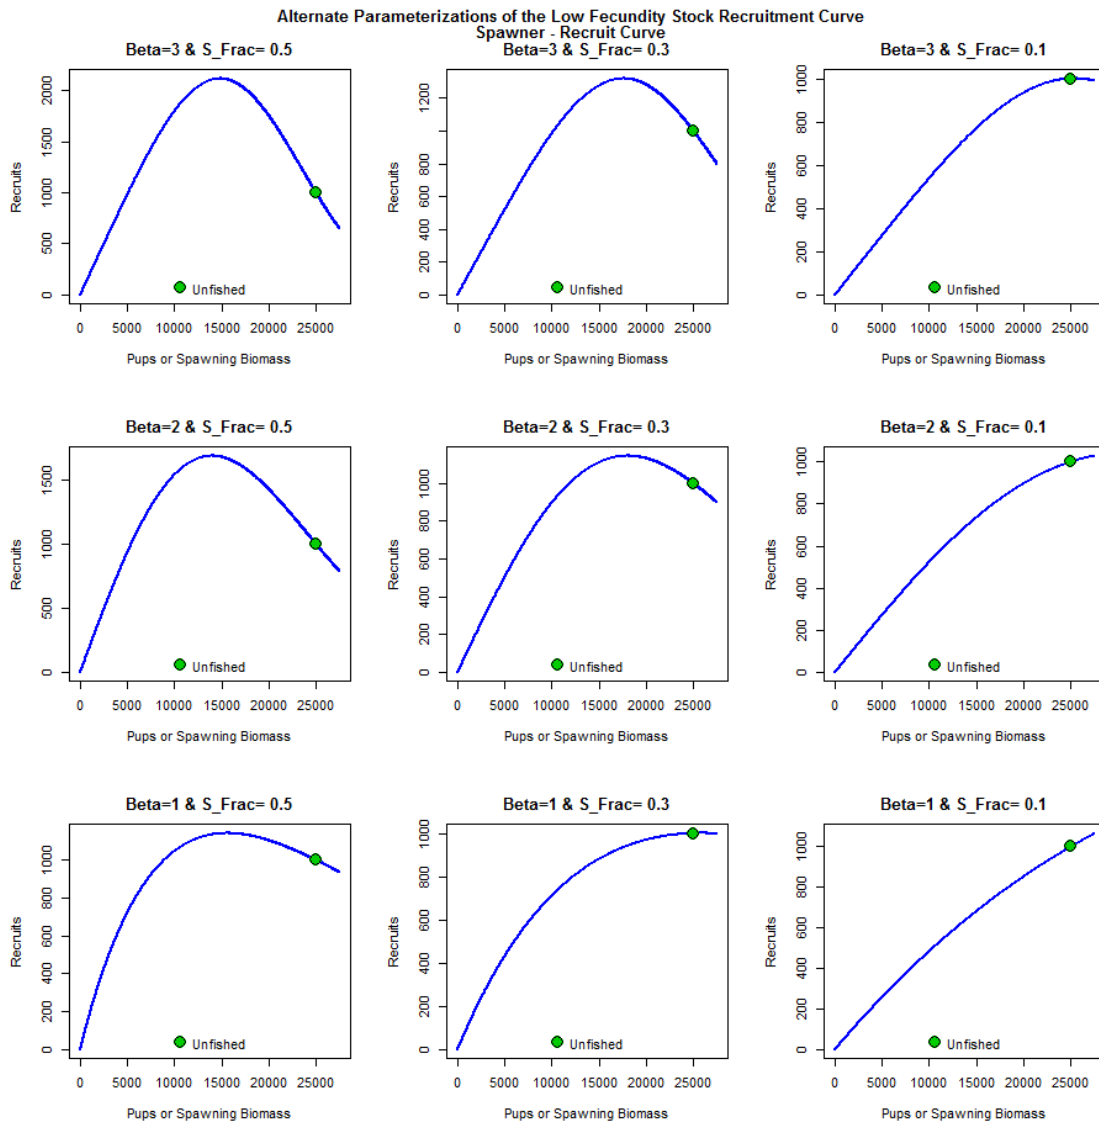 Alternate Parameterizations of the Low Fecundity Stock Recruitment Curve
Spawner - Recruit Curve
Beta=3 & S_Frac= 0.5
Recruits
2000
1500
1000
500
0
Unfished
0 5000 10000 15000 20000 25000
Pups or Spawning Biomass
Beta=3 & S_Frac= 0.3
Recruits
1200
800
600
400
200
0
Unfished
0 5000 10000 15000 20000 25000
Pups or Spawning Biomass
Beta=3 & S_Frac= 0.1
Recruits
1000
800
600
400
200
0
Unfished
0 5000 10000 15000 20000 25000
Pups or Spawning Biomass
Beta=2 & S_Frac= 0.5
Recruits
1500
1000
500
0
Unfished
0 5000 10000 15000 20000 25000
Pups or Spawning Biomass
Beta=2 & S_Frac= 0.3
Recruits
1000
800
600
400
200
0
Unfished
0 5000 10000 15000 20000 25000
Pups or Spawning Biomass
Beta=2 & S_Frac= 0.1
Recruits
1000
800
600
400
200
0
Unfished
0 5000 10000 15000 20000 25000
Pups or Spawning Biomass
Beta=1 & S_Frac= 0.5
Recruits
1000
800
600
400
200
0
Unfished
0 5000 10000 15000 20000 25000
Pups or Spawning Biomass
Beta=1 & S_Frac= 0.3
Recruits
1000
800
600
400
200
0
Unfished
0 5000 10000 15000 20000 25000
Pups or Spawning Biomass
Beta=1 & S_Frac= 0.1
Recruits
1000
800
600
400
200
0
Unfished
0 5000 10000 15000 20000 25000
Pups or Spawning Biomass